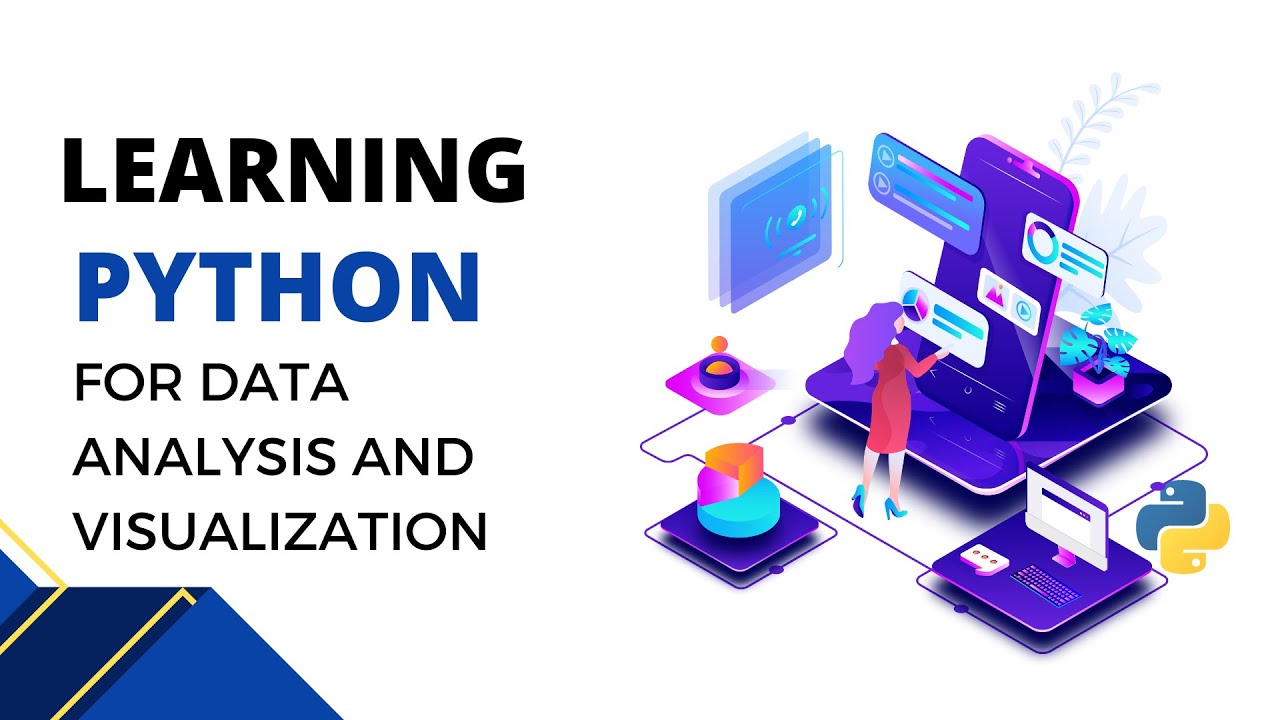 LEARNING
PYTHON
FOR DATA
ANALYSIS AND
VISUALIZATION